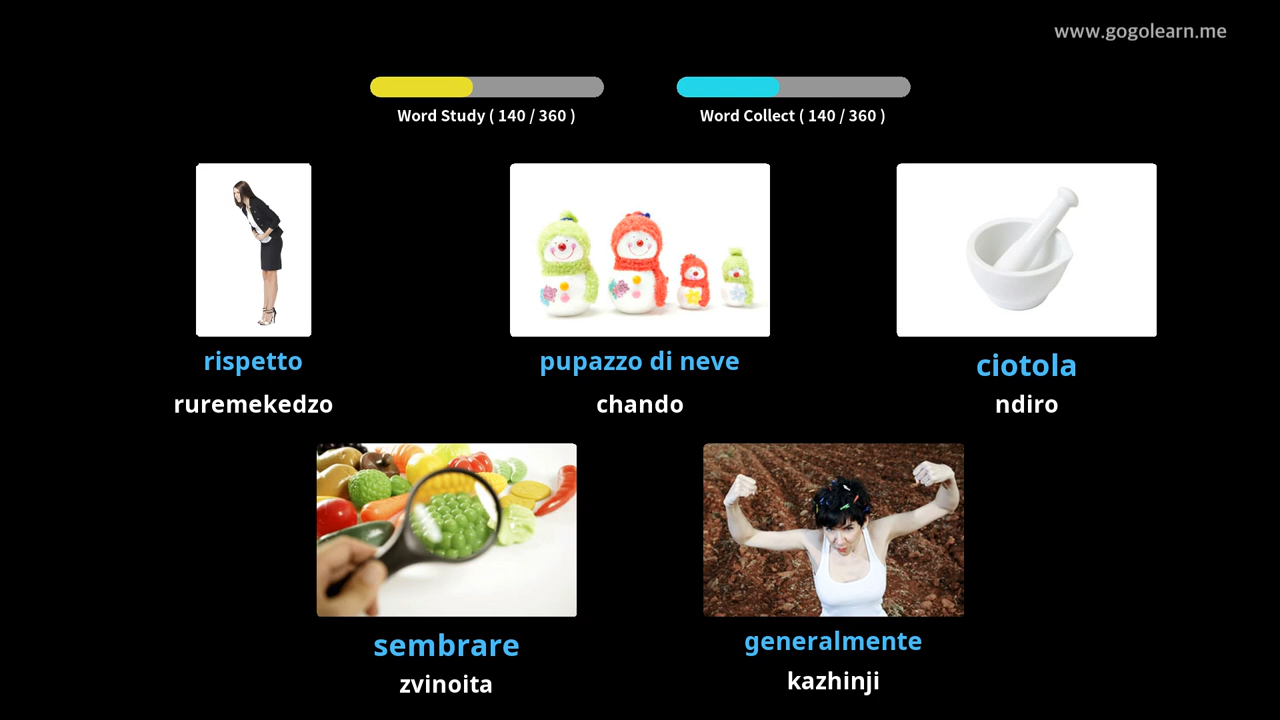 www.gogolearn.me
Word Study ( 140 / 360 )
Word Collect ( 140 / 360 )
rispetto
ruremekedzo
pupazzo di neve
chando
ciotola
ndiro
sembrare
zvinoita
generalmente
kazhinji